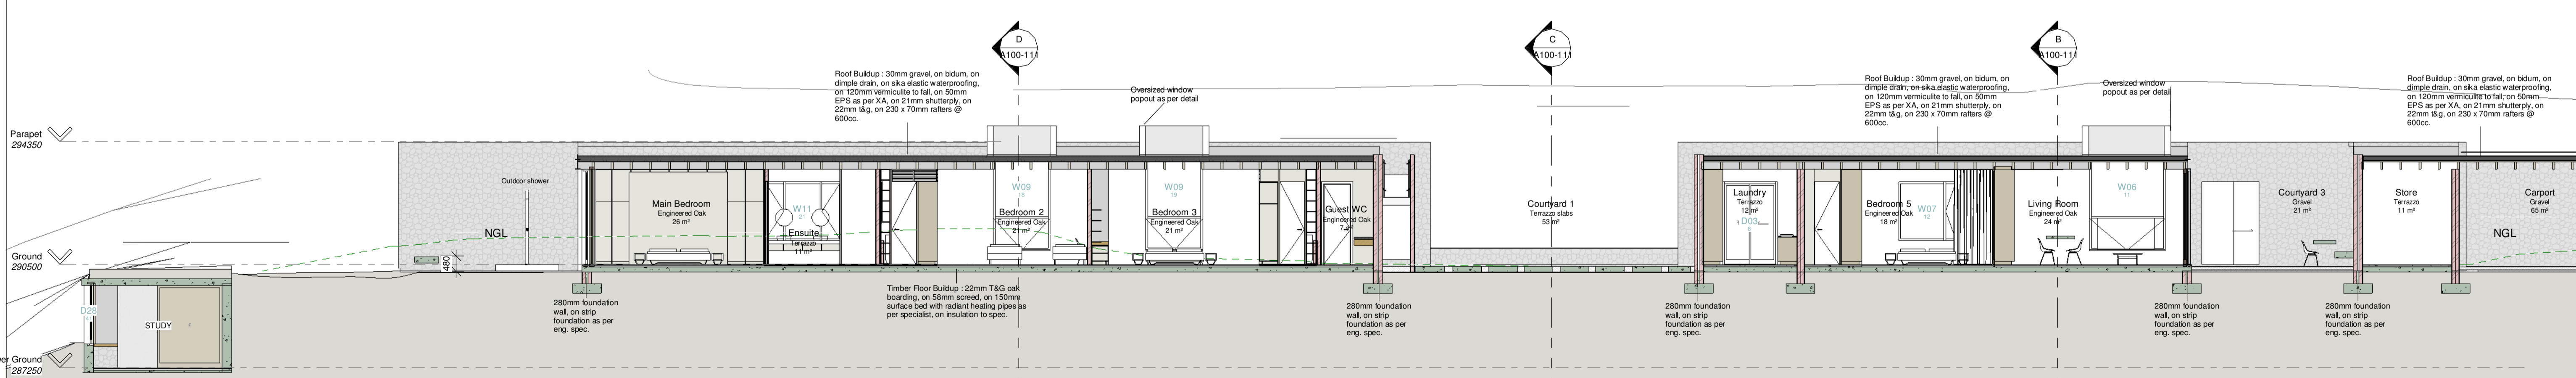 D
A100-111
C
A100-111
B
A100-111
Roof Buildup : 30mm gravel, on bidum, on
dimple drain, on sika elastic waterproofing,
on 120mm vermiculite to fall, on 50mm
EPS as per XA, on 21mm shutterply, on
22mm t&g, on 230 x 70mm rafters @
600cc.
Oversized window
popout as per detail
Roof Buildup : 30mm gravel, on bidum, on
dimple drain, on sika elastic waterproofing,
on 120mm vermiculite to fall, on 50mm
EPS as per XA, on 21mm shutterply, on
22mm t&g, on 230 x 70mm rafters @
600cc.
Oversized window
popout as per detail
Roof Buildup : 30mm gravel, on bidum, on
dimple drain, on sika elastic waterproofing,
on 120mm vermiculite to fall, on 50mm
EPS as per XA, on 21mm shutterply, on
22mm t&g, on 230 x 70mm rafters @
600cc.
Parapet
294350
Outdoor shower
NGL
480
Main Bedroom
Engineered Oak
26 m²
W11
21
Ensuite
Terrazzo
11 m²
W09
18
Bedroom 2
Engineered Oak
21 m²
W09
19
Bedroom 3
Engineered Oak
21 m²
Guest WC
Engineered Oak
Courtyard 1
Terrazzo slabs
53 m²
Laundry
Terrazzo
12 m²
D03
Bedroom 5
Engineered Oak
18 m²
W07
12
Living Room
Engineered Oak
24 m²
W06
11
Courtyard 3
Gravel
21 m²
Store
Terrazzo
11 m²
Carport
Gravel
65 m²
NGL
Ground
290500
Timber Floor Buildup : 22mm T&G oak
boarding, on 58mm screed, on 150mm
surface bed with radiant heating pipes as
per specialist, on insulation to spec.
280mm foundation
wall, on strip
foundation as per
eng. spec.
280mm foundation
wall, on strip
foundation as per
eng. spec.
280mm foundation
wall, on strip
foundation as per
eng. spec.
280mm foundation
wall, on strip
foundation as per
eng. spec.
280mm foundation
wall, on strip
foundation as per
eng. spec.
D28
STUDY
er Ground
287250